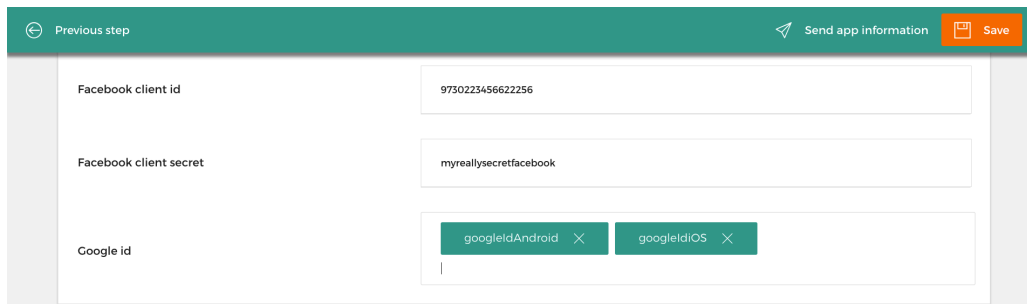 Previous step
Send app information
Save
Facebook client id
9730223456622256
Facebook client secret
myreallysecretfacebook
Google id
googleIdAndroid
googleIdiOS